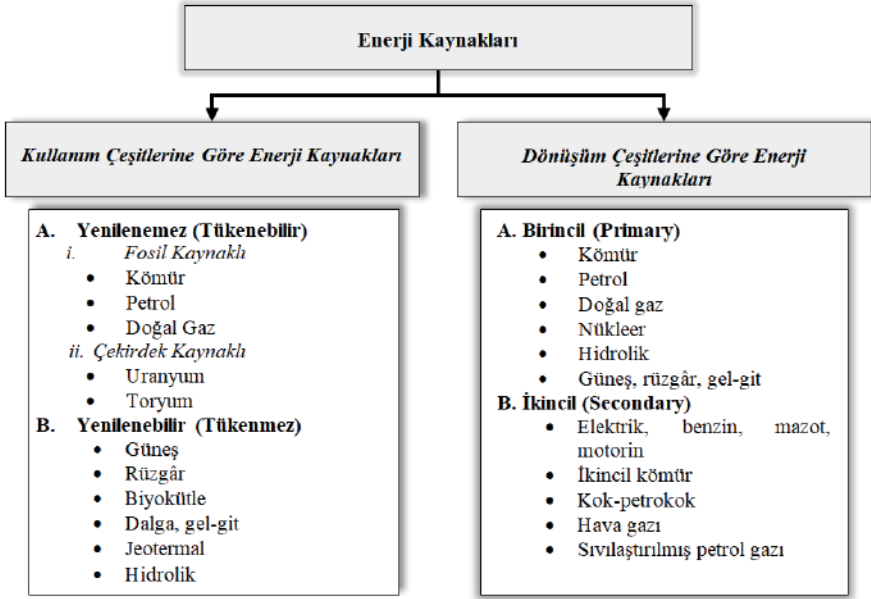 Enerji Kaynakları
Kullanım Çeşitlerine Göre Enerji Kaynakları
A. Yenilenemez (Tükenebilir)
i. Fosil Kaynaklı
• Kömür
• Petrol
• Doğal Gaz
ii. Çekirdek Kaynaklı
• Uranyum
• Toryum
B. Yenilenebilir (Tükenmez)
• Güneş
• Rüzgâr
• Biyokütle
• Dalga, gel-git
• Jeotermal
• Hidrolik
Dönüşüm Çeşitlerine Göre Enerji
Kaynakları
A. Birincil (Primary)
• Kömür
• Petrol
• Doğal gaz
• Nükleer
• Hidrolik
• Güneş, rüzgâr, gel-git
B. İkincil (Secondary)
• Elektrik, benzin, mazot,
motorin
• İkincil kömür
• Kok-petrokok
• Hava gazı
• Sıvılaştırılmış petrol gazı